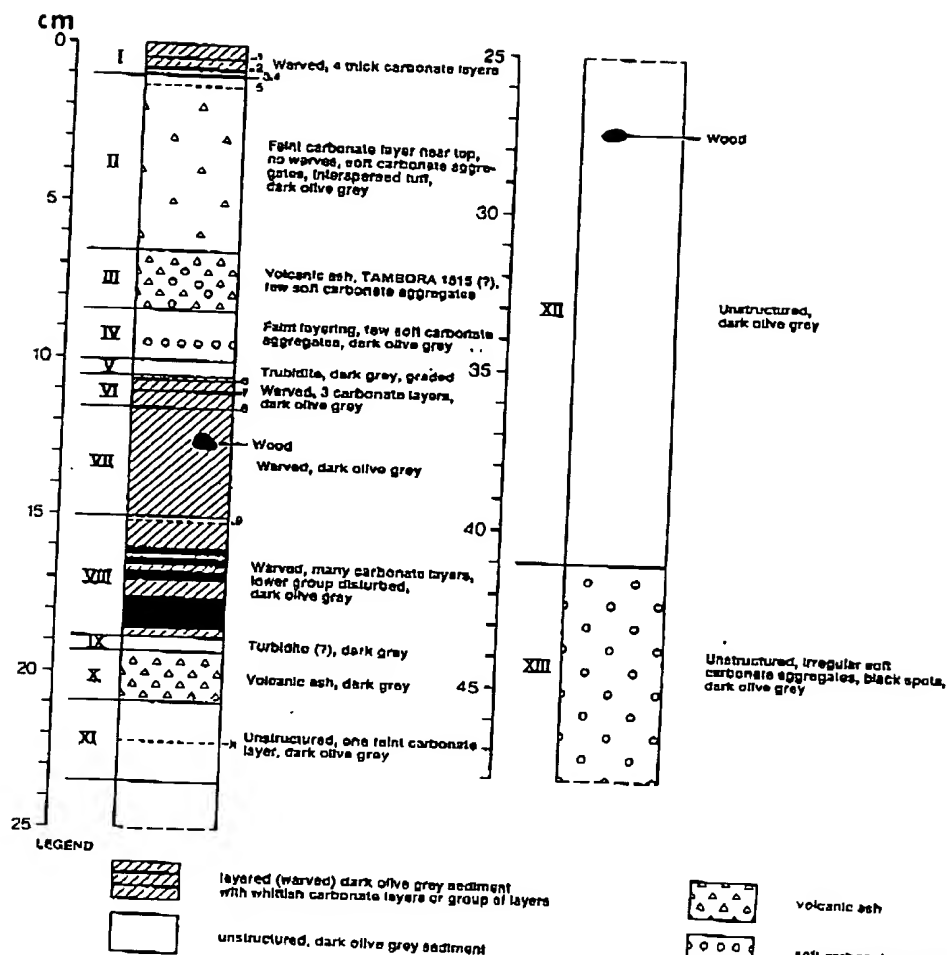 cm
0
I
1
2
3,4
5
Warved, 4 thick carbonate layers
II
Faint carbonate layer near top,
no warves, soft carbonate aggre-
gates, interspersed tuff,
dark olive grey
5
III
Volcanic ash, TAMBORA 1815 (?),
few soft carbonate aggregates
IV
Faint layering, few soft carbonate
aggregates, dark olive grey
10
V
Trubidite, dark grey, graded
VI
6
7
8
Warved, 3 carbonate layers,
dark olive grey
VII
Wood
Warved, dark olive grey
15
9
VIII
Warved, many carbonate layers,
lower group disturbed,
dark olive gray
IX
Turbidite (?), dark grey
X
Volcanic ash, dark grey
20
XI
Unstructured, one faint carbonate
layer, dark olive grey
25
25
Wood
30
XII
Unstructured,
dark olive grey
35
40
XIII
Unstructured, irregular soft
carbonate aggregates, black spots,
dark olive grey
45
LEGEND
layered (warved) dark olive grey sediment
with whitish carbonate layers or group of layers
unstructured, dark olive grey sediment
volcanic ash